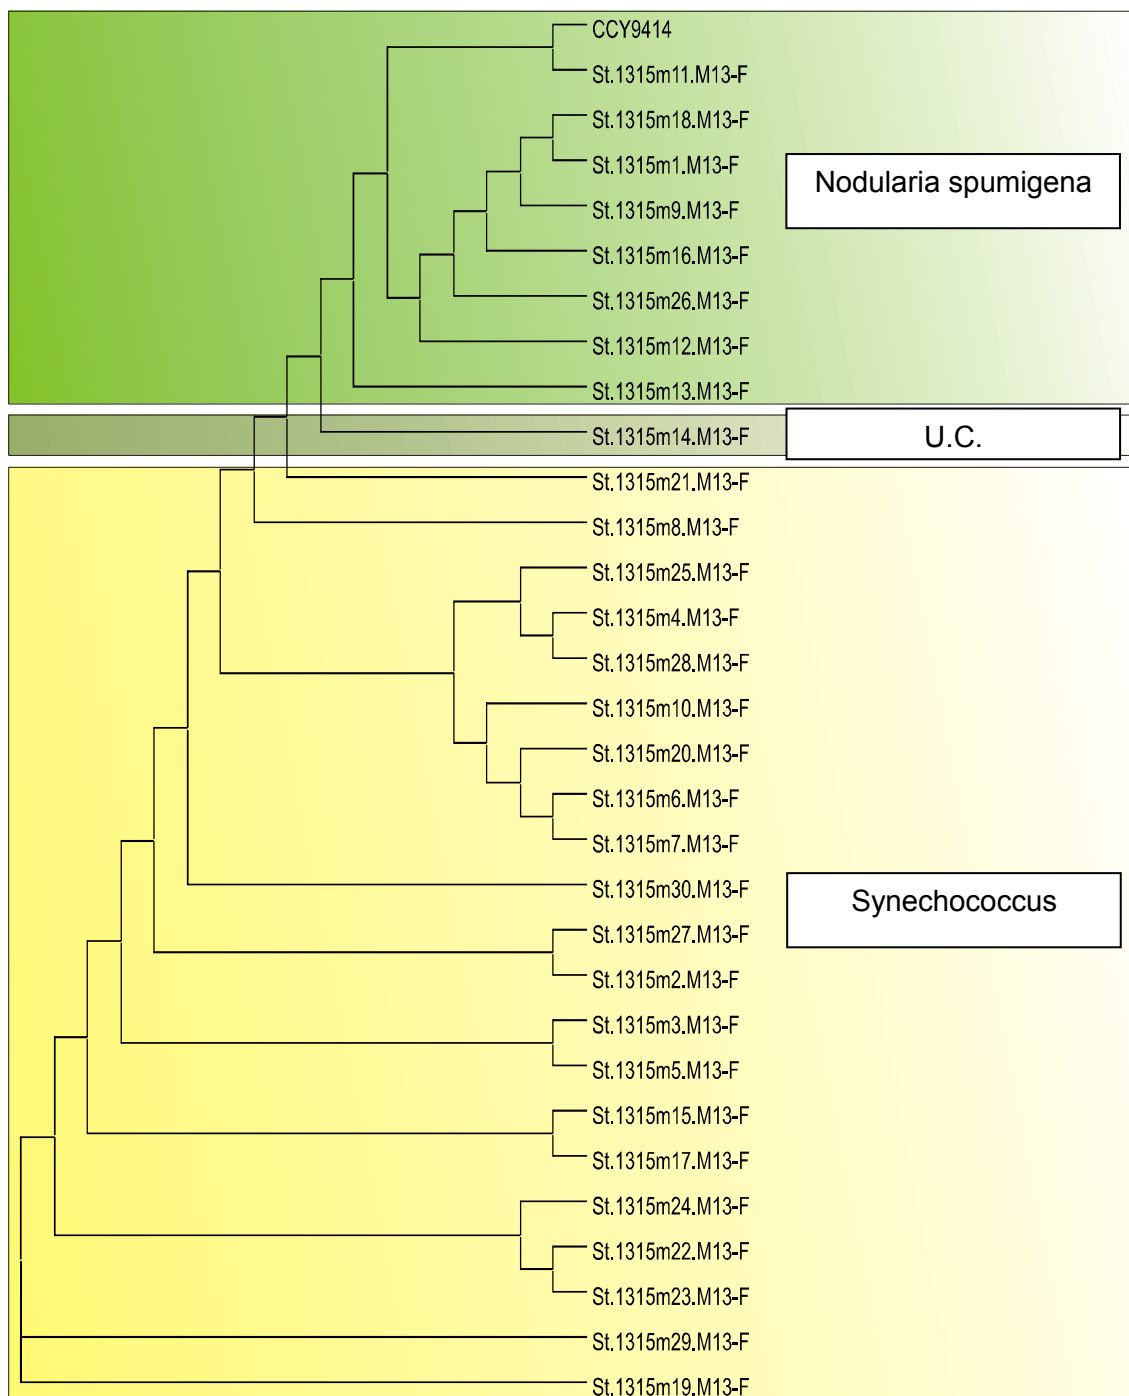 CCY9414
St.1315m11.M13-F
St.1315m18.M13-F
St.1315m1.M13-F
St.1315m9.M13-F
St.1315m16.M13-F
St.1315m26.M13-F
St.1315m12.M13-F
St.1315m13.M13-F
Nodularia spumigena
St.1315m14.M13-F
U.C.
St.1315m21.M13-F
St.1315m8.M13-F
St.1315m25.M13-F
St.1315m4.M13-F
St.1315m28.M13-F
St.1315m10.M13-F
St.1315m20.M13-F
St.1315m6.M13-F
St.1315m7.M13-F
St.1315m30.M13-F
St.1315m27.M13-F
St.1315m2.M13-F
St.1315m3.M13-F
St.1315m5.M13-F
St.1315m15.M13-F
St.1315m17.M13-F
St.1315m24.M13-F
St.1315m22.M13-F
St.1315m23.M13-F
St.1315m29.M13-F
St.1315m19.M13-F
Synechococcus